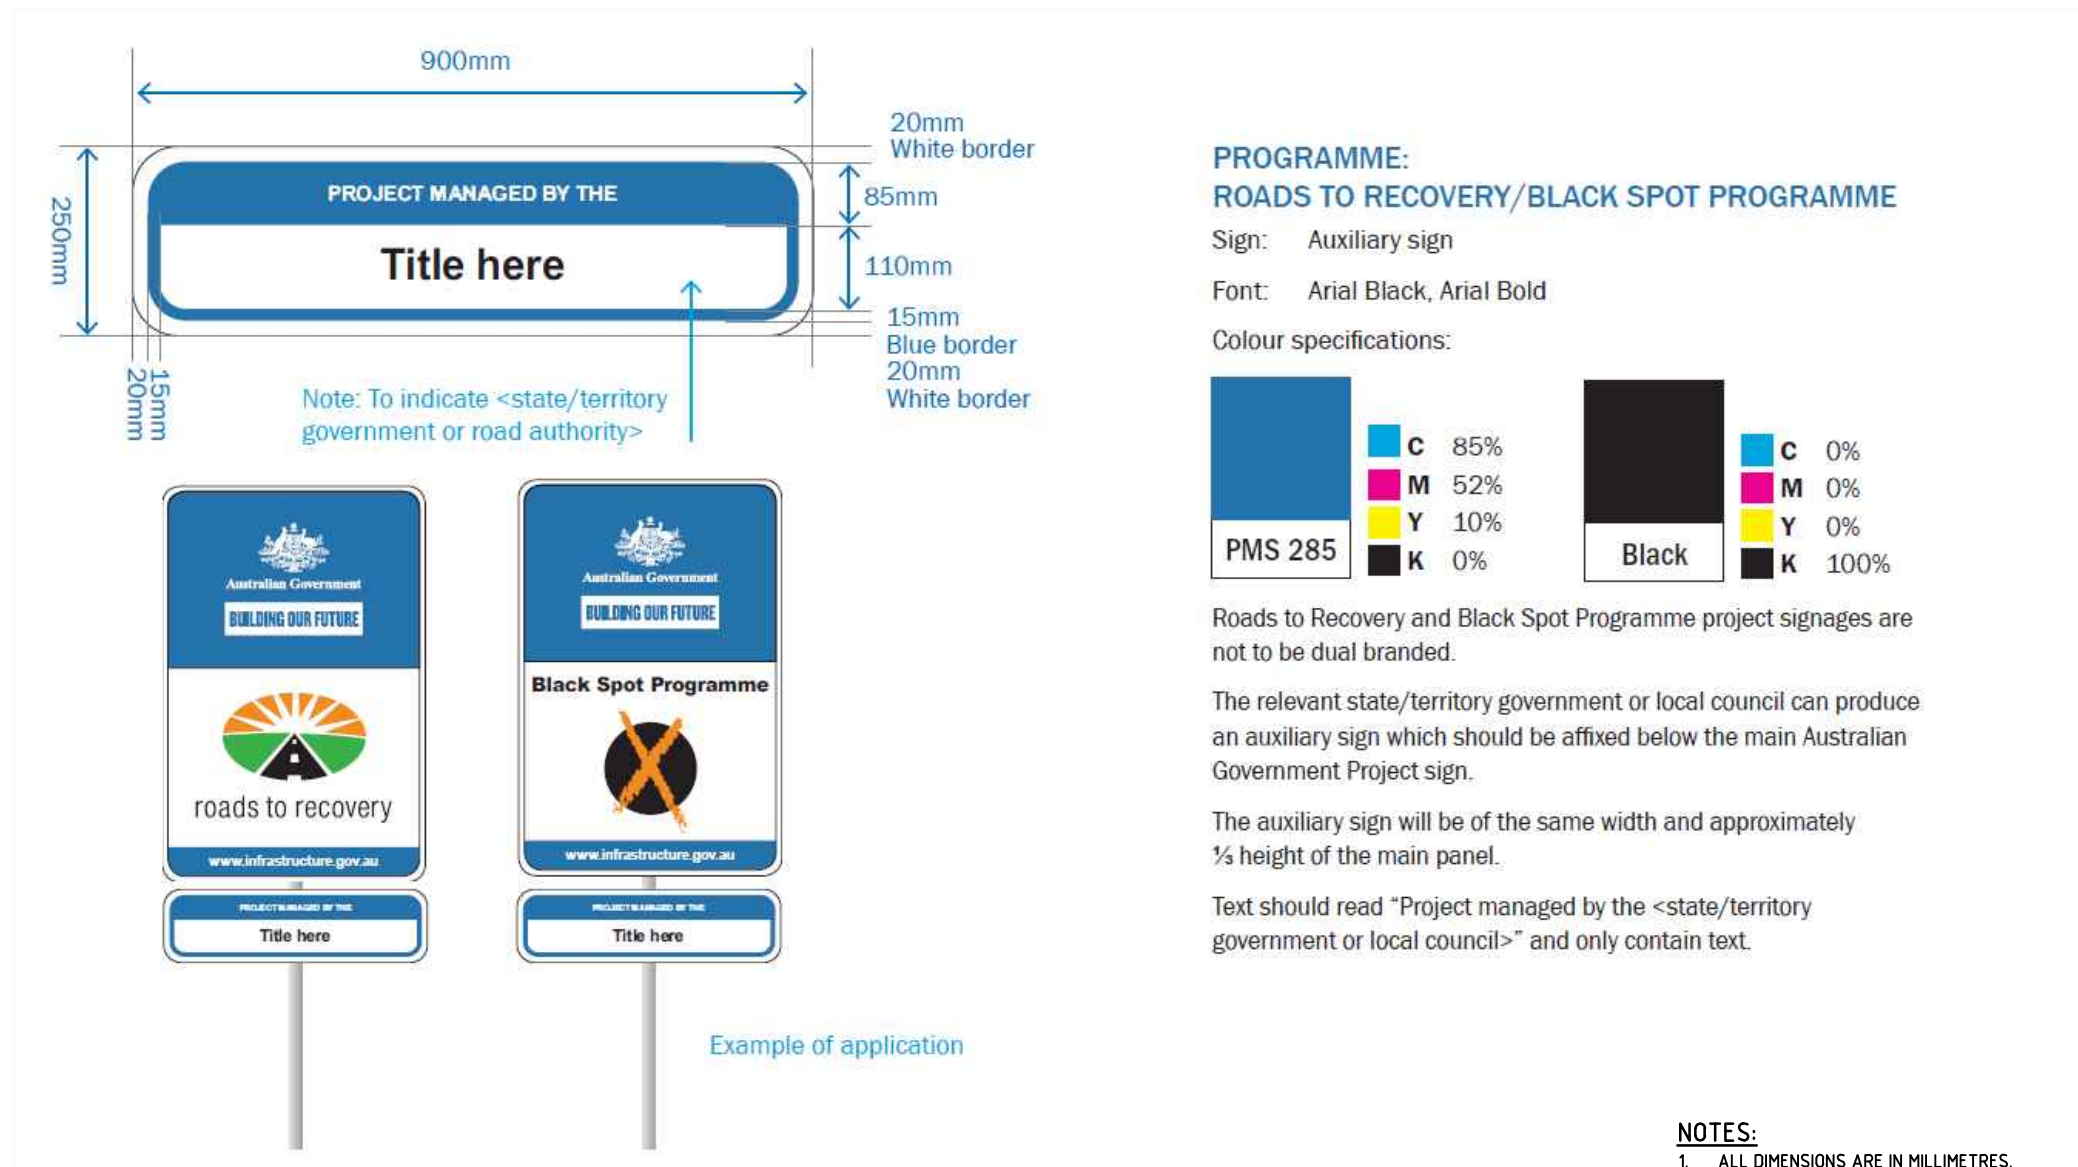 900mm
20mm
White border
PROJECT MANAGED BY THE
85mm
250mm
Title here
110mm
15mm
Blue border
20mm
White border
20mm
15mm
Note: To indicate <state/territory
government or road authority>
Australian Government
BUILDING OUR FUTURE
roads to recovery
www.infrastructure.gov.au
PROJECT MANAGED BY THE
Title here
Australian Government
BUILDING OUR FUTURE
Black Spot Programme
www.infrastructure.gov.au
PROJECT MANAGED BY THE
Title here
Example of application
PROGRAMME:
ROADS TO RECOVERY/BLACK SPOT PROGRAMME
Sign: Auxiliary sign
Font: Arial Black, Arial Bold
Colour specifications:
PMS 285
C 85%
M 52%
Y 10%
K 0%
Black
C 0%
M 0%
Y 0%
K 100%
Roads to Recovery and Black Spot Programme project signages are
not to be dual branded.
The relevant state/territory government or local council can produce
an auxiliary sign which should be affixed below the main Australian
Government Project sign.
The auxiliary sign will be of the same width and approximately
⅓ height of the main panel.
Text should read “Project managed by the <state/territory
government or local council>” and only contain text.
NOTES:
1. ALL DIMENSIONS ARE IN MILLIMETRES.